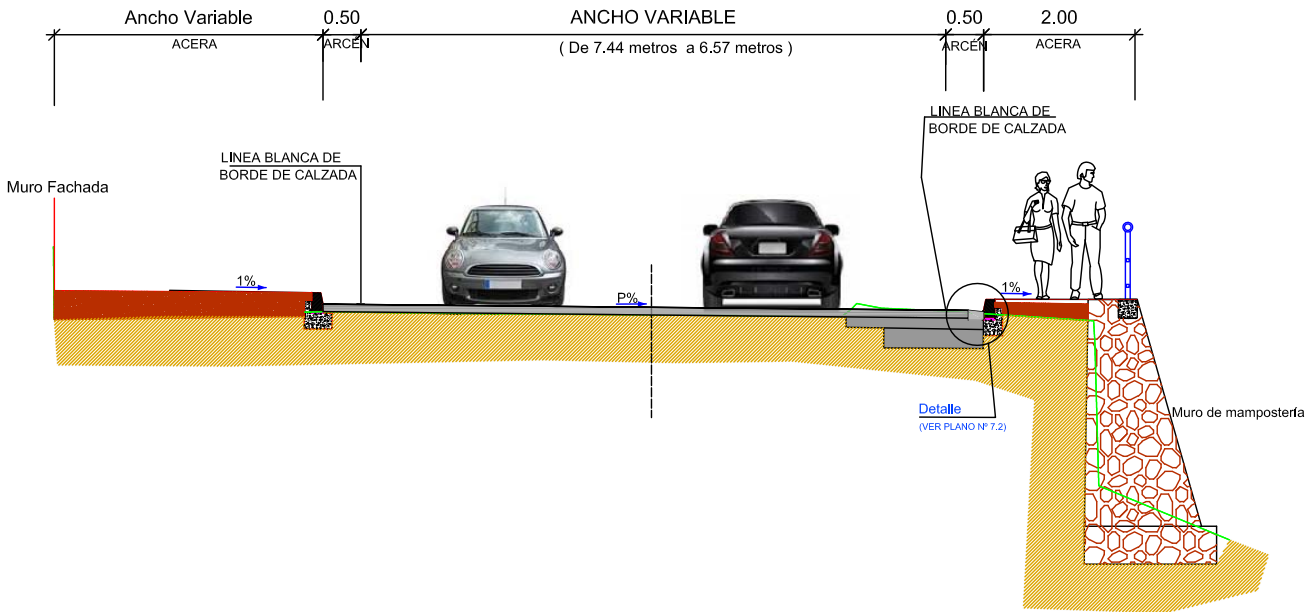 Ancho Variable
0.50
ANCHO VARIABLE
0.50
2.00
ACERA
ARCÉN
( De 7.44 metros a 6.57 metros )
ARCÉN
ACERA
LINEA BLANCA DE
BORDE DE CALZADA
LINEA BLANCA DE
BORDE DE CALZADA
Muro Fachada
1%
P%
1%
Detalle
(VER PLANO Nº 7.2)
Muro de mampostería